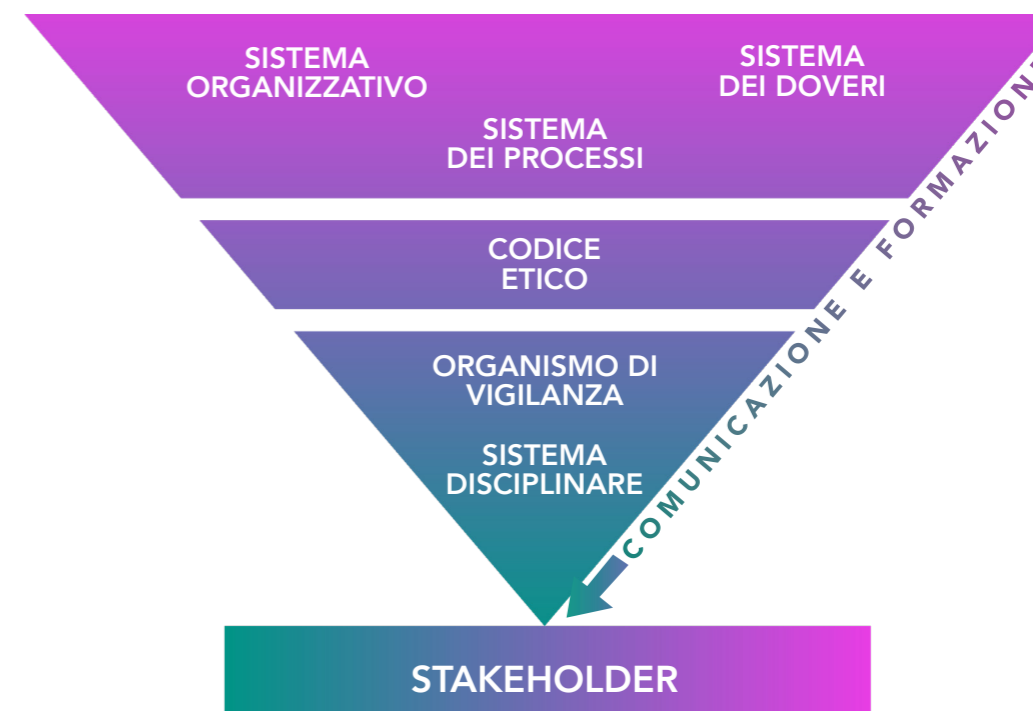 SISTEMA
ORGANIZZATIVO
SISTEMA
DEI DOVERI
SISTEMA
DEI PROCESSI
CODICE
ETICO
ORGANISMO DI
VIGILANZA
SISTEMA
DISCIPLINARE
COMUNICAZIONE E FORMAZIONE
STAKEHOLDER